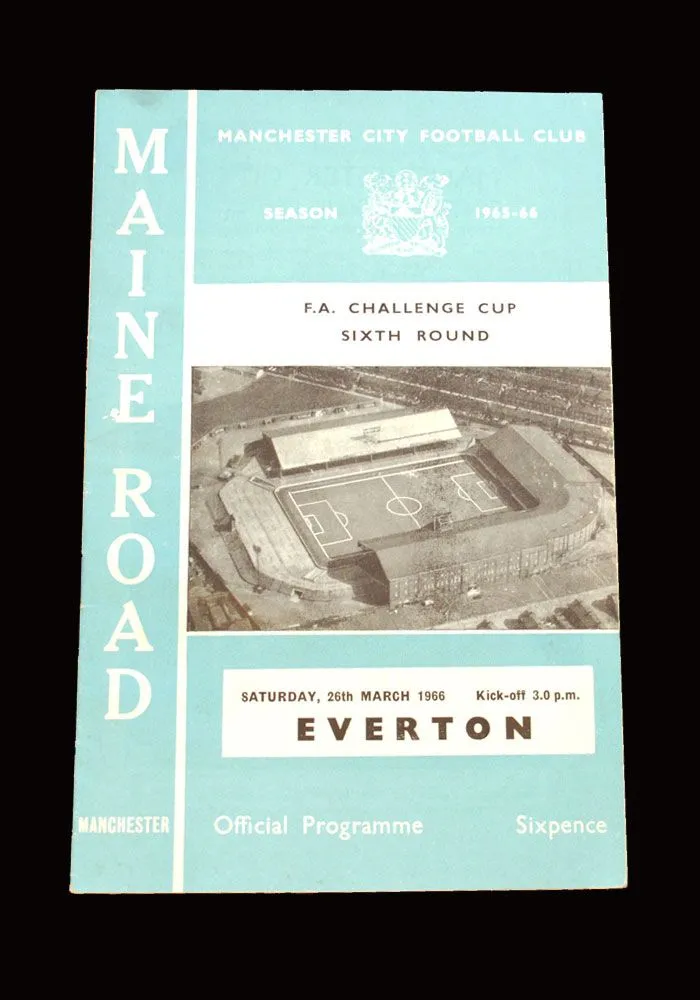 MAINE ROAD
MANCHESTER
MANCHESTER CITY FOOTBALL CLUB
SEASON 1965-66
F.A. CHALLENGE CUP
SIXTH ROUND
SATURDAY, 26th MARCH 1966 Kick-off 3.0 p.m.
EVERTON
Official Programme Sixpence